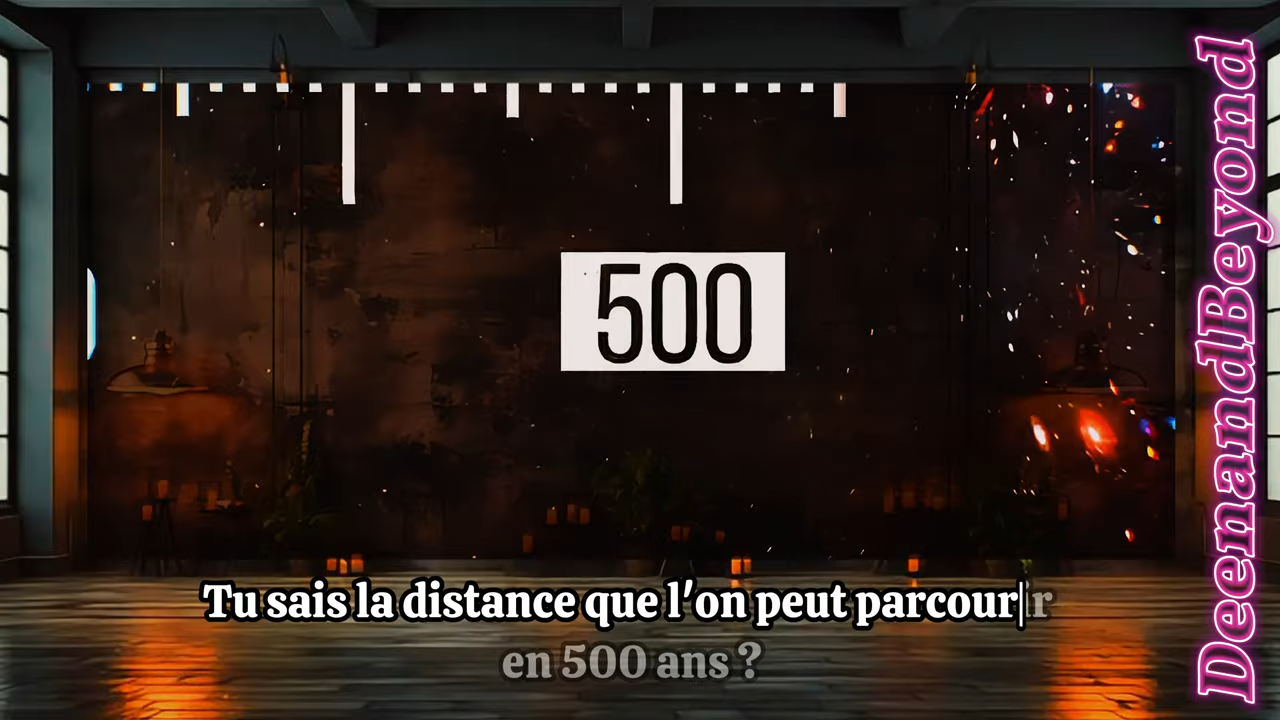 500
Tu sais la distance que l'on peut parcourir
en 500 ans ?
DeenandBeyond